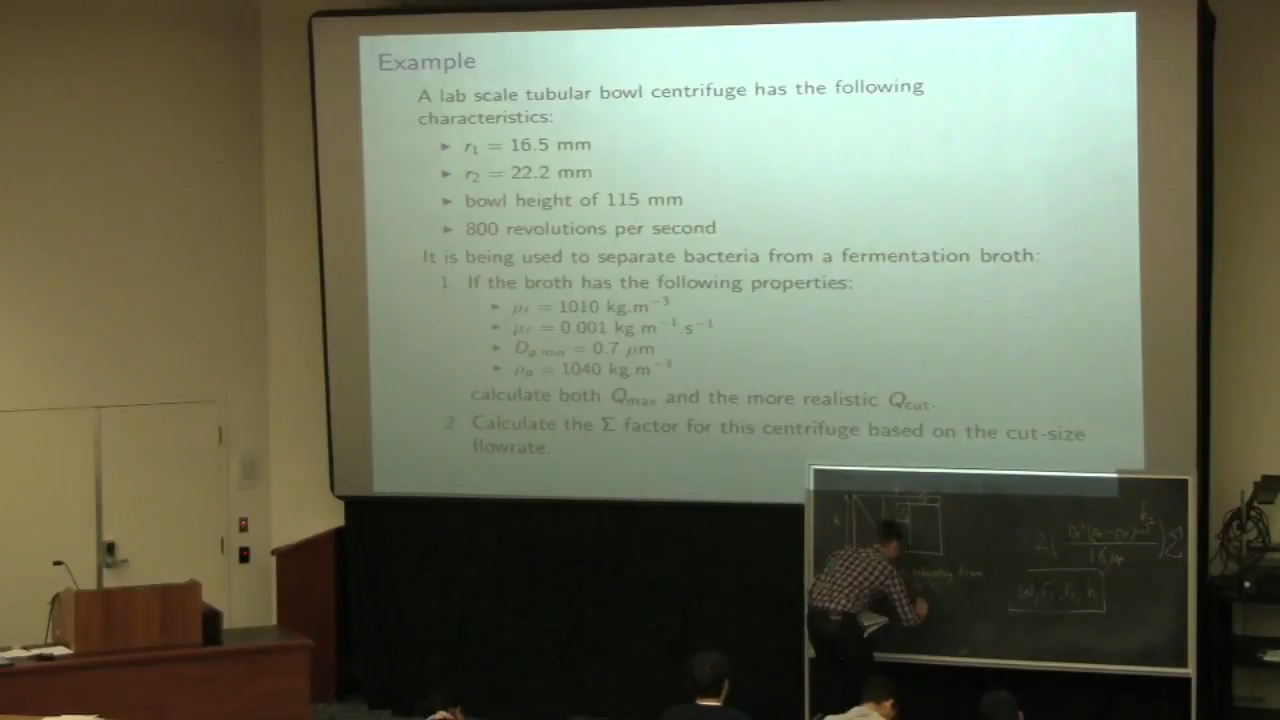 Example
A lab scale tubular bowl centrifuge has the following
characteristics:
► r₁ = 16.5 mm
► r₂ = 22.2 mm
► bowl height of 115 mm
► 800 revolutions per second
It is being used to separate bacteria from a fermentation broth:
1. If the broth has the following properties:
► ρf = 1010 kg.m⁻³
► μf = 0.001 kg.m⁻¹.s⁻¹
► Dp,min = 0.7 μm
► ρa = 1040 kg.m⁻³
calculate both Qmax and the more realistic Qcut.
2. Calculate the Σ factor for this centrifuge based on the cut-size
flowrate.
from